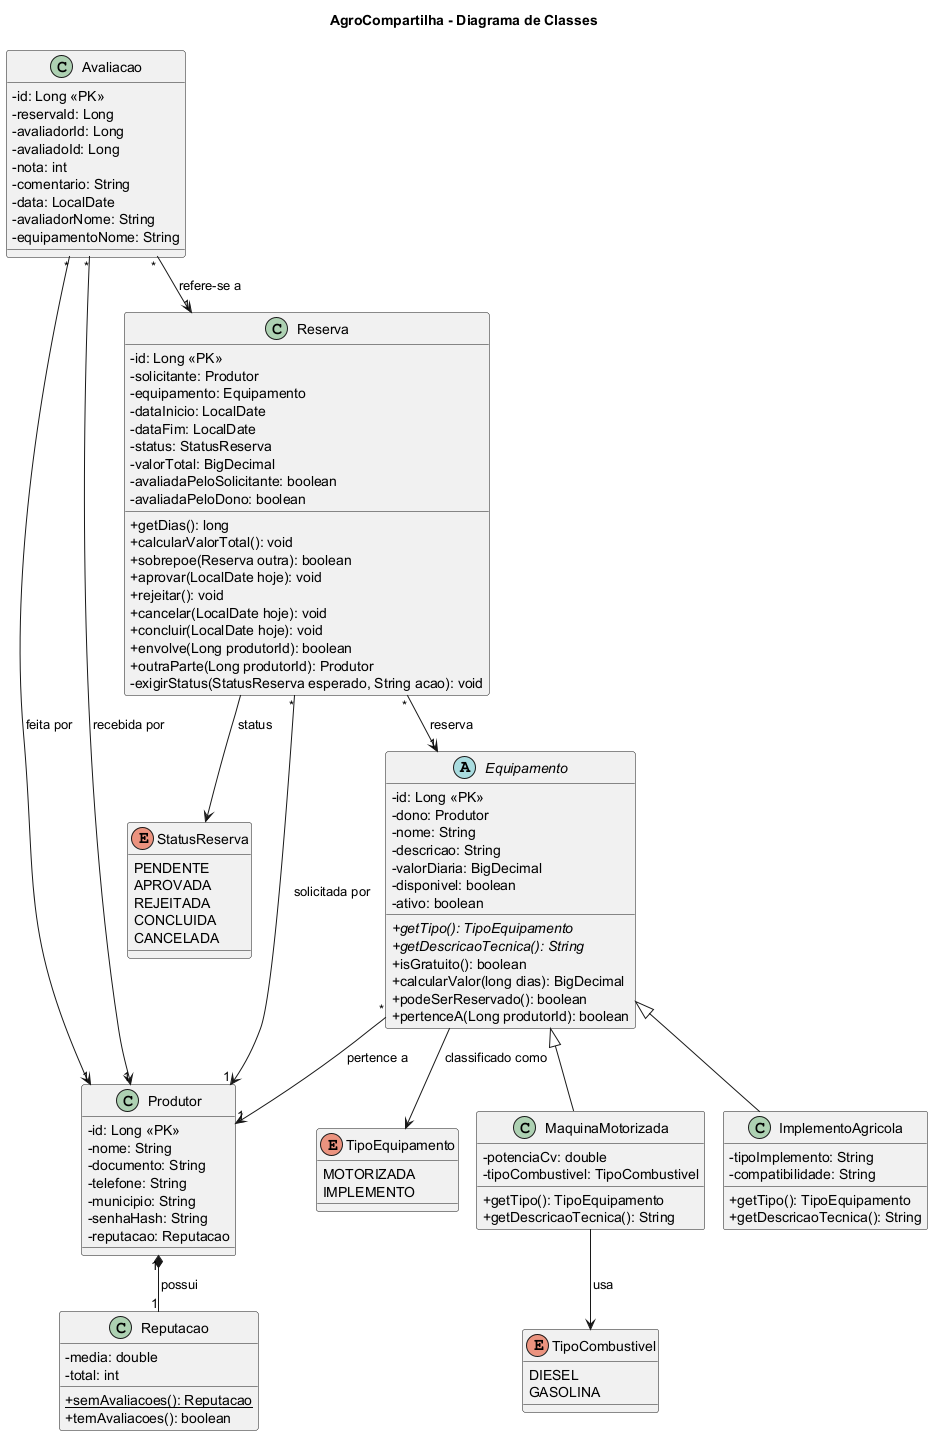 AgroCompartilha - Diagrama de Classes
C Avaliacao
-id: Long «PK»
-reservaId: Long
-avaliadorId: Long
-avaliadoId: Long
-nota: int
-comentario: String
-data: LocalDate
-avaliadorNome: String
-equipamentoNome: String
* * *
refere-se a
1
C Reserva
-id: Long «PK»
-solicitante: Produtor
-equipamento: Equipamento
-dataInicio: LocalDate
-dataFim: LocalDate
-status: StatusReserva
-valorTotal: BigDecimal
-avaliadaPeloSolicitante: boolean
-avaliadaPeloDono: boolean
+getDias(): long
+calcularValorTotal(): void
+sobrepoe(Reserva outra): boolean
+aprovar(LocalDate hoje): void
+rejeitar(): void
+cancelar(LocalDate hoje): void
+concluir(LocalDate hoje): void
+envolve(Long produtorId): boolean
+outraParte(Long produtorId): Produtor
-exigirStatus(StatusReserva esperado, String acao): void
* *
feita por
recebida por
status
reserva
1
A Equipamento
-id: Long «PK»
-dono: Produtor
-nome: String
-descricao: String
-valorDiaria: BigDecimal
-disponivel: boolean
-ativo: boolean
+getTipo(): TipoEquipamento
+getDescricaoTecnica(): String
+isGratuito(): boolean
+calcularValor(long dias): BigDecimal
+podeSerReservado(): boolean
+pertenceA(Long produtorId): boolean
E StatusReserva
PENDENTE
APROVADA
REJEITADA
CONCLUIDA
CANCELADA
solicitada por
*
pertence a
classificado como
1 1 1
1
C Produtor
-id: Long «PK»
-nome: String
-documento: String
-telefone: String
-municipio: String
-senhaHash: String
-reputacao: Reputacao
E TipoEquipamento
MOTORIZADA
IMPLEMENTO
C MaquinaMotorizada
-potenciaCv: double
-tipoCombustivel: TipoCombustivel
+getTipo(): TipoEquipamento
+getDescricaoTecnica(): String
C ImplementoAgricola
-tipoImplemento: String
-compatibilidade: String
+getTipo(): TipoEquipamento
+getDescricaoTecnica(): String
1
possui
1
usa
C Reputacao
-media: double
-total: int
+semAvaliacoes(): Reputacao
+temAvaliacoes(): boolean
E TipoCombustivel
DIESEL
GASOLINA